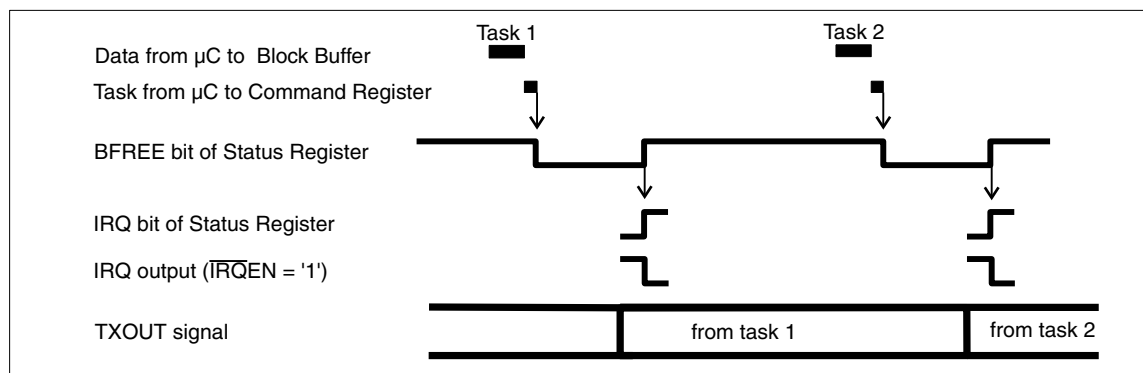 Task 1
Task 2
Data from µC to Block Buffer
Task from µC to Command Register
BFREE bit of Status Register
IRQ bit of Status Register
IRQ output (I̅R̅Q̅EN = '1')
TXOUT signal
from task 1
from task 2